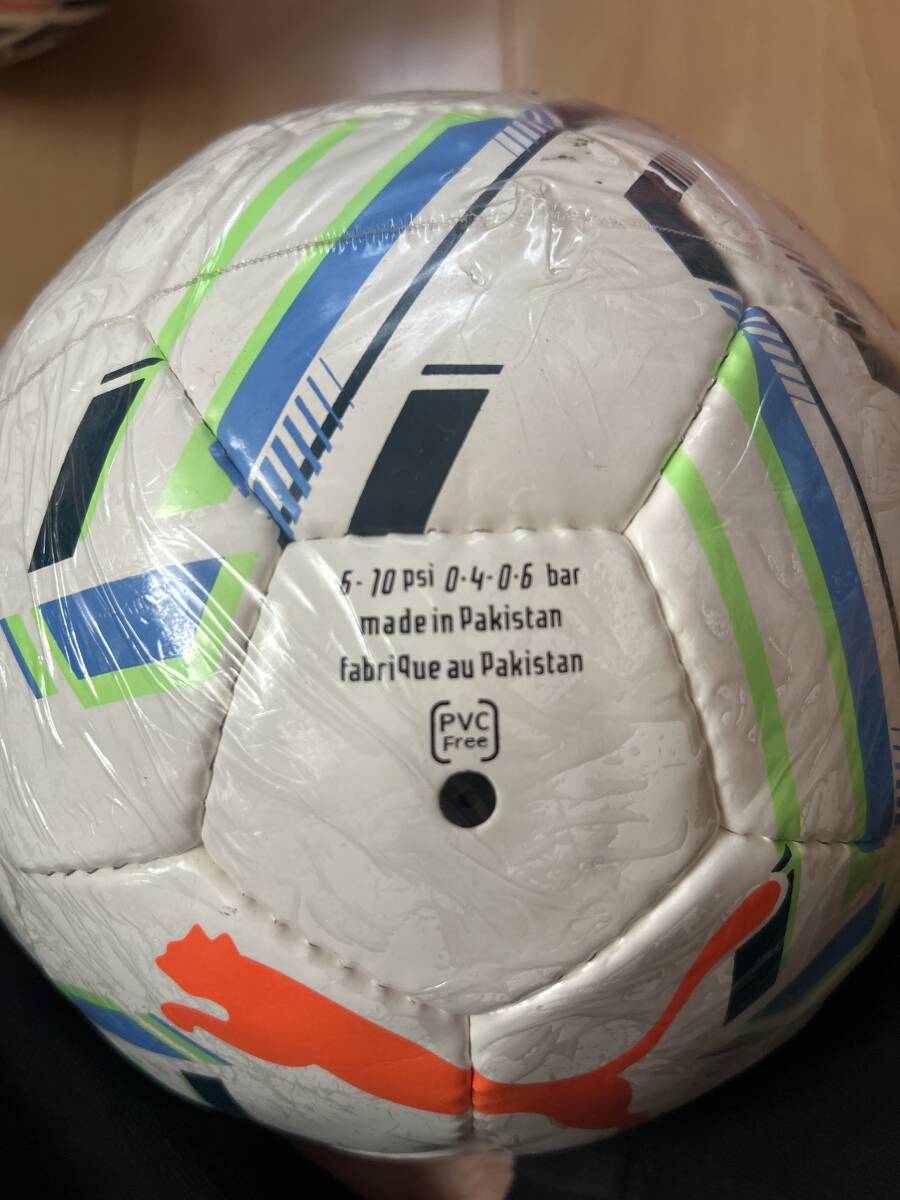 6-10 psi 0.4-0.6 bar
made in Pakistan
fabrique au Pakistan
PVC
Free